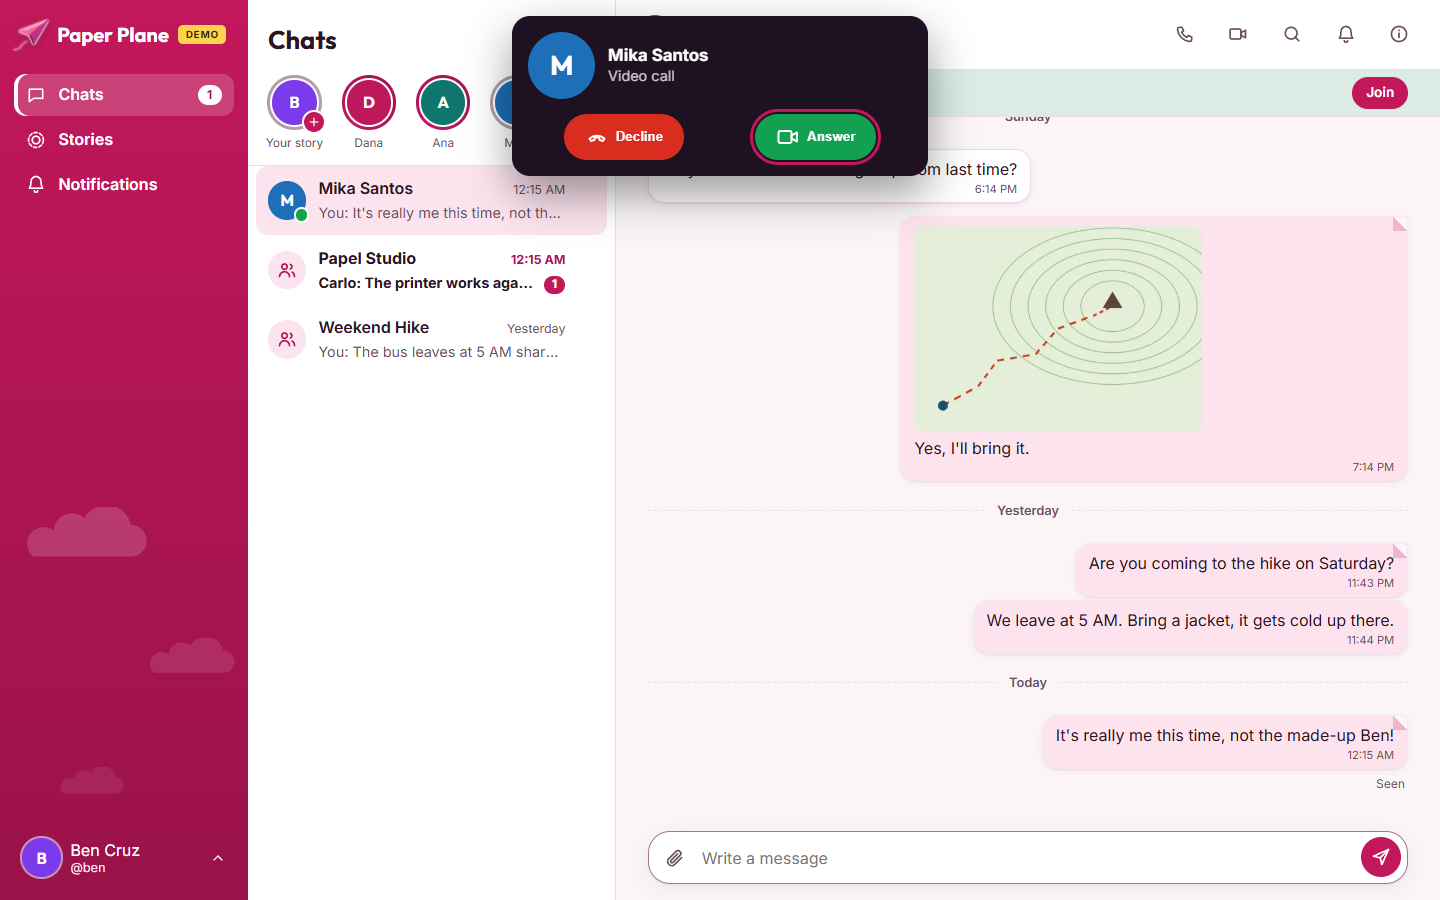 Paper Plane DEMO
Chats 1
Stories
Notifications
B Ben Cruz
@ben
Chats
B D A
Your story Dana Ana
M Mika Santos 12:15 AM
You: It's really me this time, not th...
Papel Studio 12:15 AM
Carlo: The printer works aga... 1
Weekend Hike Yesterday
You: The bus leaves at 5 AM shar...
M Mika Santos
Video call
Decline Answer
Join
Sunday
om last time?
6:14 PM
Yes, I'll bring it.
7:14 PM
Yesterday
Are you coming to the hike on Saturday?
11:43 PM
We leave at 5 AM. Bring a jacket, it gets cold up there.
11:44 PM
Today
It's really me this time, not the made-up Ben!
12:15 AM
Seen
Write a message